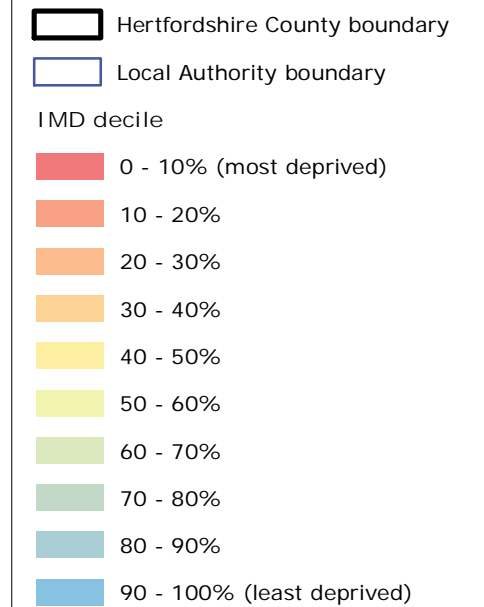 Hertfordshire County boundary
Local Authority boundary
IMD decile
0 - 10% (most deprived)
10 - 20%
20 - 30%
30 - 40%
40 - 50%
50 - 60%
60 - 70%
70 - 80%
80 - 90%
90 - 100% (least deprived)